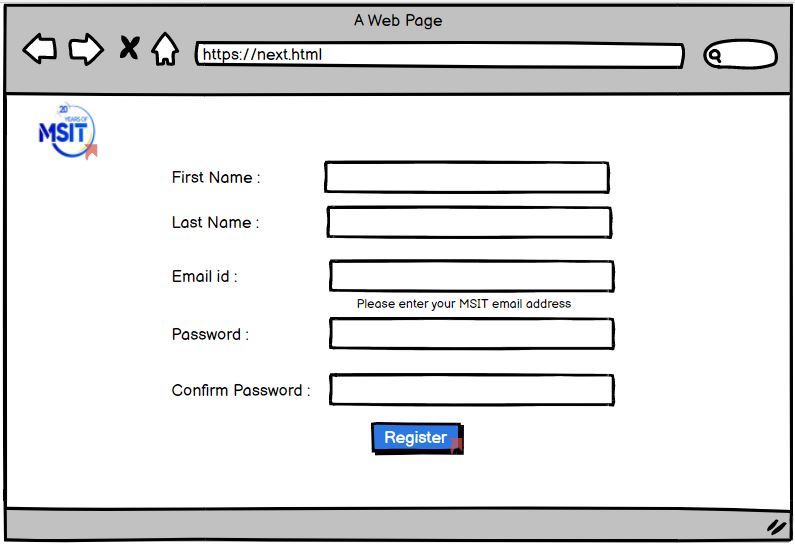 A Web Page
https://next.html
20
YEARS OF
MSIT
First Name :
Last Name :
Email id :
Please enter your MSIT email address
Password :
Confirm Password :
Register